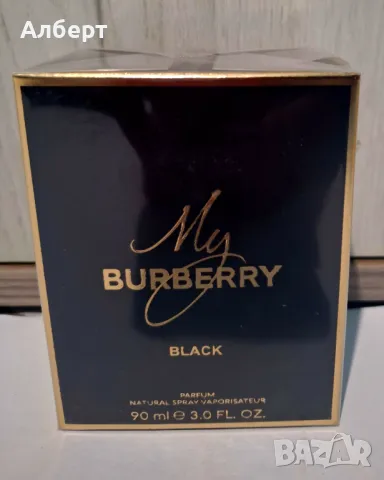 Алберт
My
BURBERRY
BLACK
PARFUM
NATURAL SPRAY VAPORISATEUR
90 ml ℮ 3.0 FL. OZ.
BAZAR